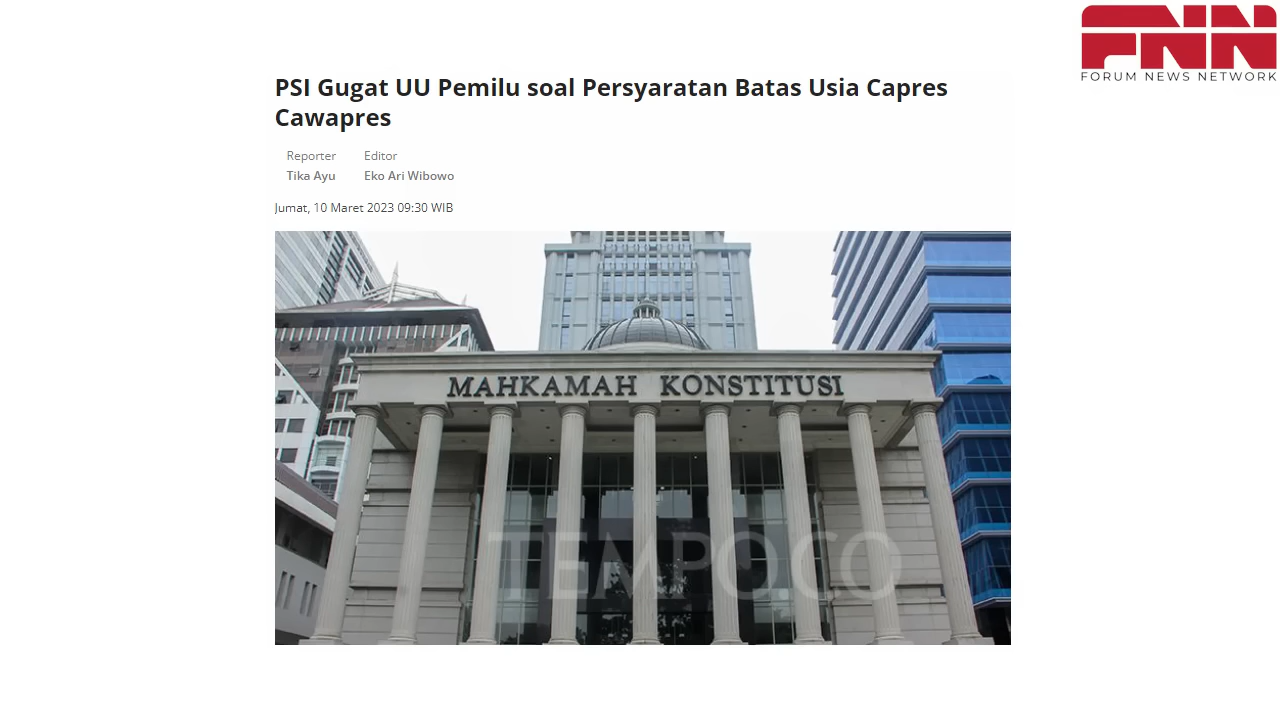 FNN
FORUM NEWS NETWORK
PSI Gugat UU Pemilu soal Persyaratan Batas Usia Capres
Cawapres
Reporter Editor
Tika Ayu Eko Ari Wibowo
Jumat, 10 Maret 2023 09:30 WIB
MAHKAMAH KONSTITUSI
TEMPO.CO